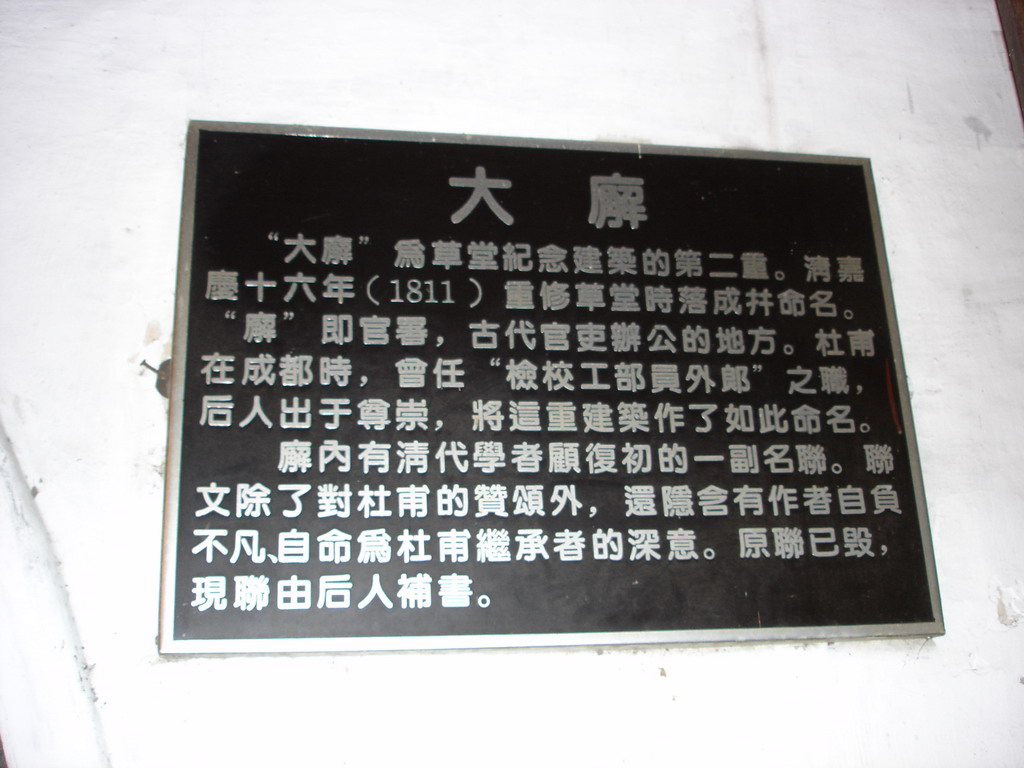 大廨
“大廨”為草堂紀念建築的第二重。清嘉
慶十六年（1811）重修草堂時落成并命名。
“廨”即官署，古代官吏辦公的地方。杜甫
在成都時，曾任“檢校工部員外郎”之職，
后人出于尊崇，將這重建築作了如此命名。
廨內有清代學者顧復初的一副名聯。聯
文除了對杜甫的贊頌外，還隱含有作者自負
不凡、自命為杜甫繼承者的深意。原聯已毀，
現聯由后人補書。